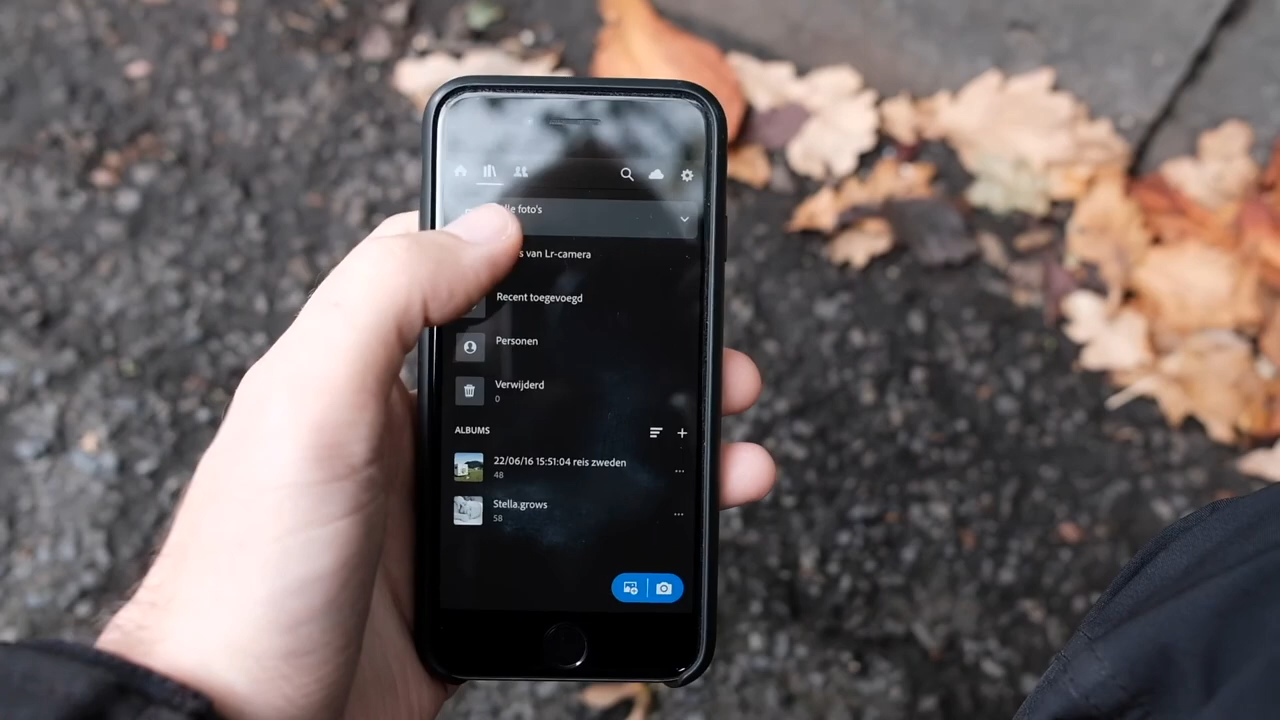 lle foto's
s van Lr-camera
Recent toegevoegd
Personen
Verwijderd
0
ALBUMS
22/06/16 15:51:04 reis zweden
48
Stella.grows
58